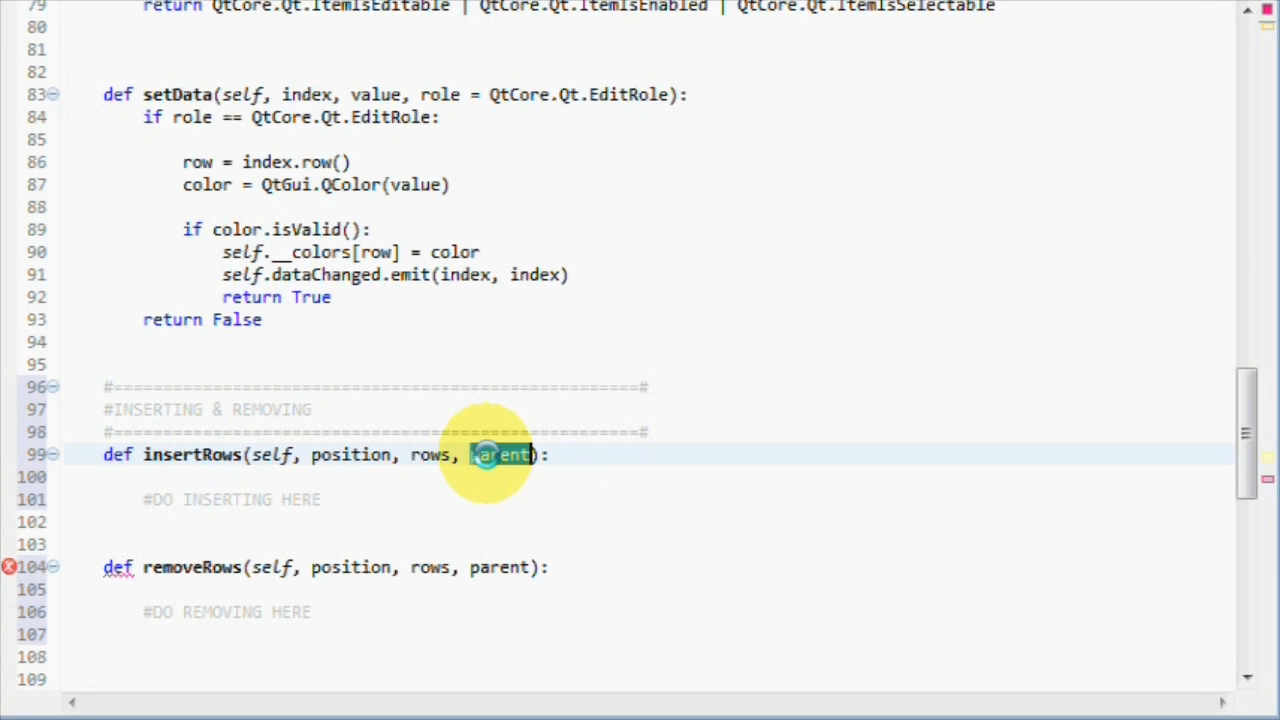 79 return QtCore.Qt.ItemIsEditable | QtCore.Qt.ItemIsEnabled | QtCore.Qt.ItemIsSelectable
80
81
82
83 def setData(self, index, value, role = QtCore.Qt.EditRole):
84 if role == QtCore.Qt.EditRole:
85
86 row = index.row()
87 color = QtGui.QColor(value)
88
89 if color.isValid():
90 self.__colors[row] = color
91 self.dataChanged.emit(index, index)
92 return True
93 return False
94
95
96 #=====================================================#
97 #INSERTING & REMOVING
98 #=====================================================#
99 def insertRows(self, position, rows, parent):
100
101 #DO INSERTING HERE
102
103
104 def removeRows(self, position, rows, parent):
105
106 #DO REMOVING HERE
107
108
109